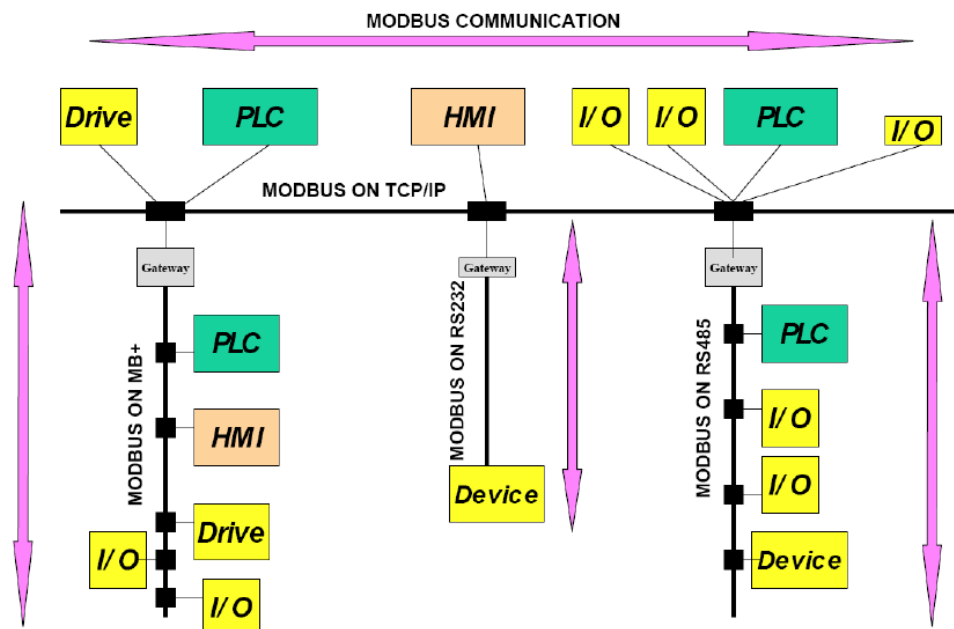 MODBUS COMMUNICATION
Drive
PLC
HMI
I/O
I/O
PLC
I/O
MODBUS ON TCP/IP
Gateway
Gateway
Gateway
MODBUS ON MB+
PLC
HMI
Drive
I/O
I/O
MODBUS ON RS232
Device
MODBUS ON RS485
PLC
I/O
I/O
Device